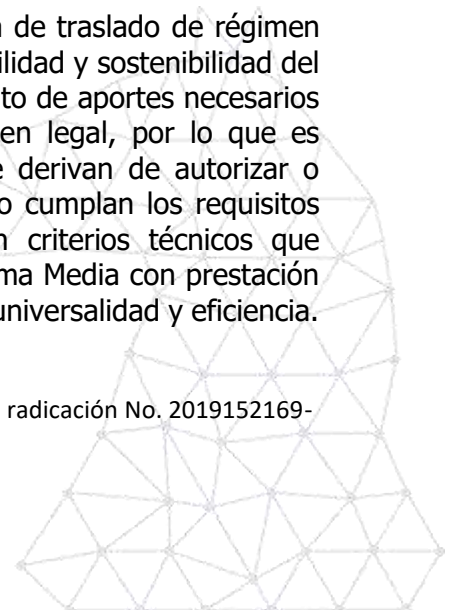 de traslado de régimen
ilidad y sostenibilidad del
to de aportes necesarios
en legal, por lo que es
derivan de autorizar o
o cumplan los requisitos
criterios técnicos que
ma Media con prestación
universalidad y eficiencia.
radicación No. 2019152169-